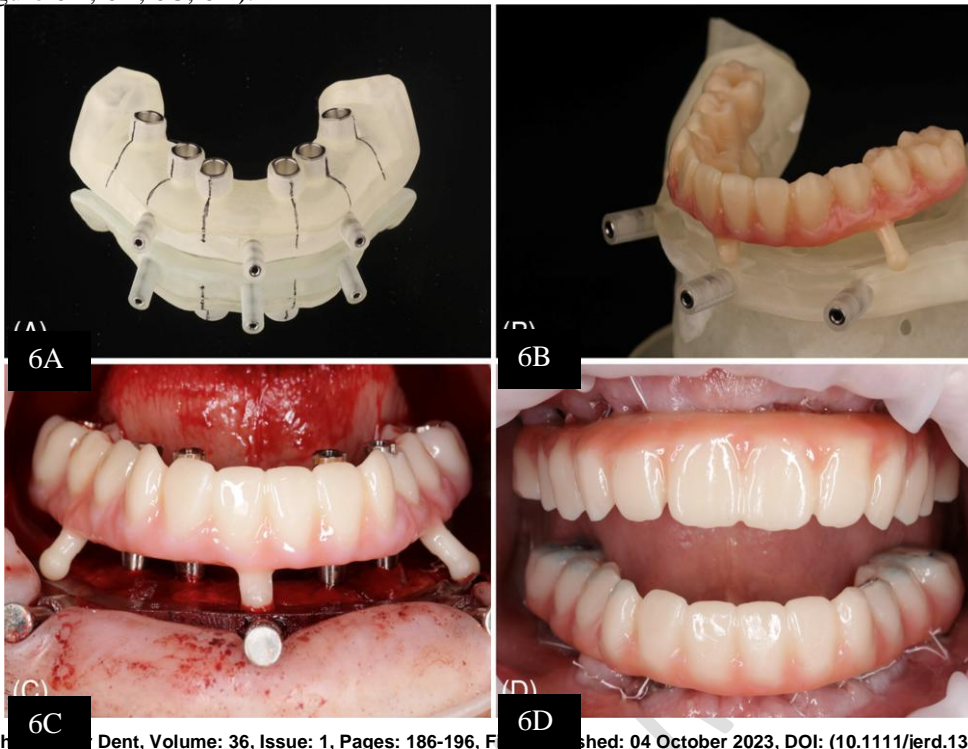 6A
6B
(C)
(D)
6C
6D
Dent, Volume: 36, Issue: 1, Pages: 186-196, F shed: 04 October 2023, DOI: (10.1111/jerd.13